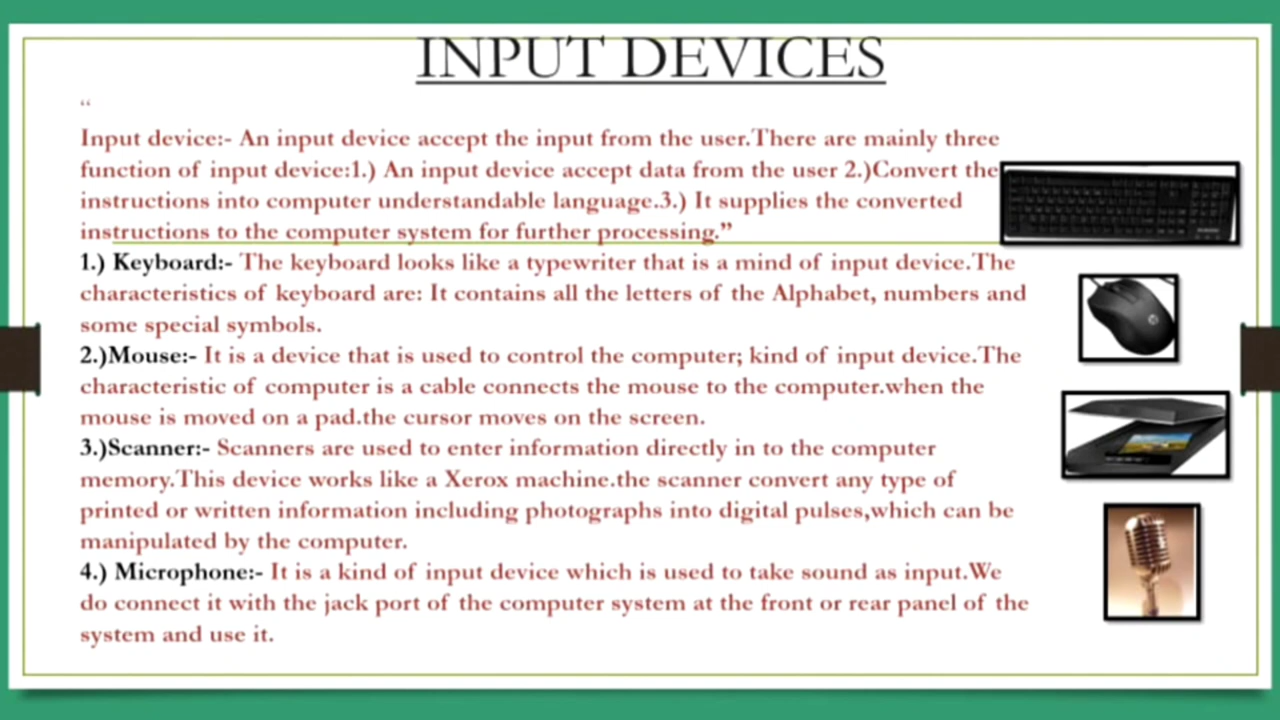 INPUT DEVICES
“
Input device:- An input device accept the input from the user.There are mainly three
function of input device:1.) An input device accept data from the user 2.)Convert the
instructions into computer understandable language.3.) It supplies the converted
instructions to the computer system for further processing.”
1.) Keyboard:- The keyboard looks like a typewriter that is a mind of input device.The
characteristics of keyboard are: It contains all the letters of the Alphabet, numbers and
some special symbols.
2.)Mouse:- It is a device that is used to control the computer; kind of input device.The
characteristic of computer is a cable connects the mouse to the computer.when the
mouse is moved on a pad.the cursor moves on the screen.
3.)Scanner:- Scanners are used to enter information directly in to the computer
memory.This device works like a Xerox machine.the scanner convert any type of
printed or written information including photographs into digital pulses,which can be
manipulated by the computer.
4.) Microphone:- It is a kind of input device which is used to take sound as input.We
do connect it with the jack port of the computer system at the front or rear panel of the
system and use it.